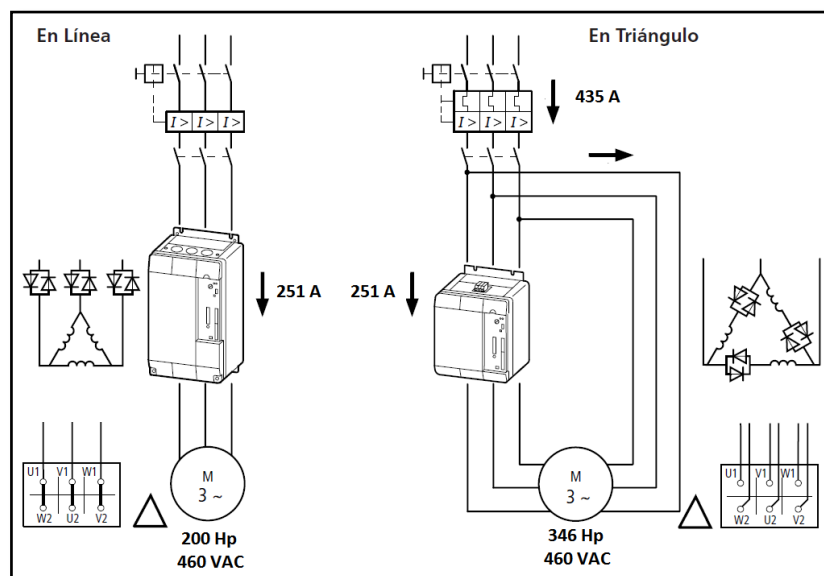 En Línea
I > I > I >
251 A
U1 V1 W1
W2 U2 V2
M
3 ~
200 Hp
460 VAC
En Triángulo
435 A
I > I > I >
251 A
M
3 ~
346 Hp
460 VAC
U1 V1 W1
W2 U2 V2